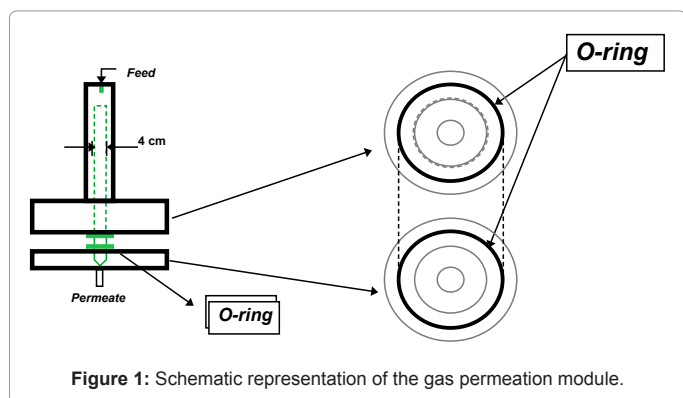 Feed
O-ring
4 cm
Permeate
O-ring
Figure 1: Schematic representation of the gas permeation module.